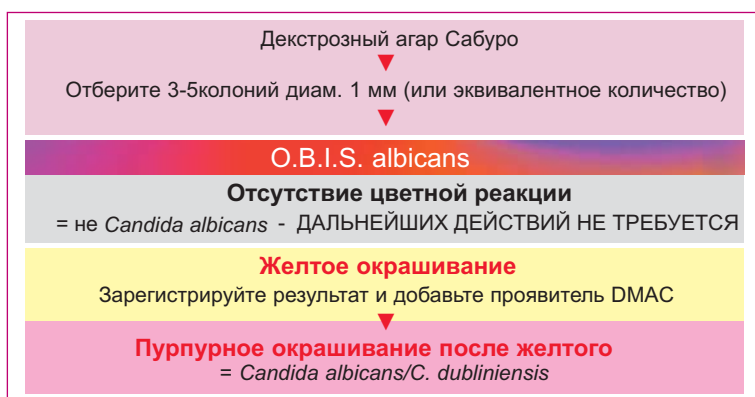 Декстрозный агар Сабуро
Отберите 3-5колоний диам. 1 мм (или эквивалентное количество)
O.B.I.S. albicans
Отсутствие цветной реакции
= не Candida albicans - ДАЛЬНЕЙШИХ ДЕЙСТВИЙ НЕ ТРЕБУЕТСЯ
Желтое окрашивание
Зарегистрируйте результат и добавьте проявитель DMAC
Пурпурное окрашивание после желтого
= Candida albicans/C. dubliniensis